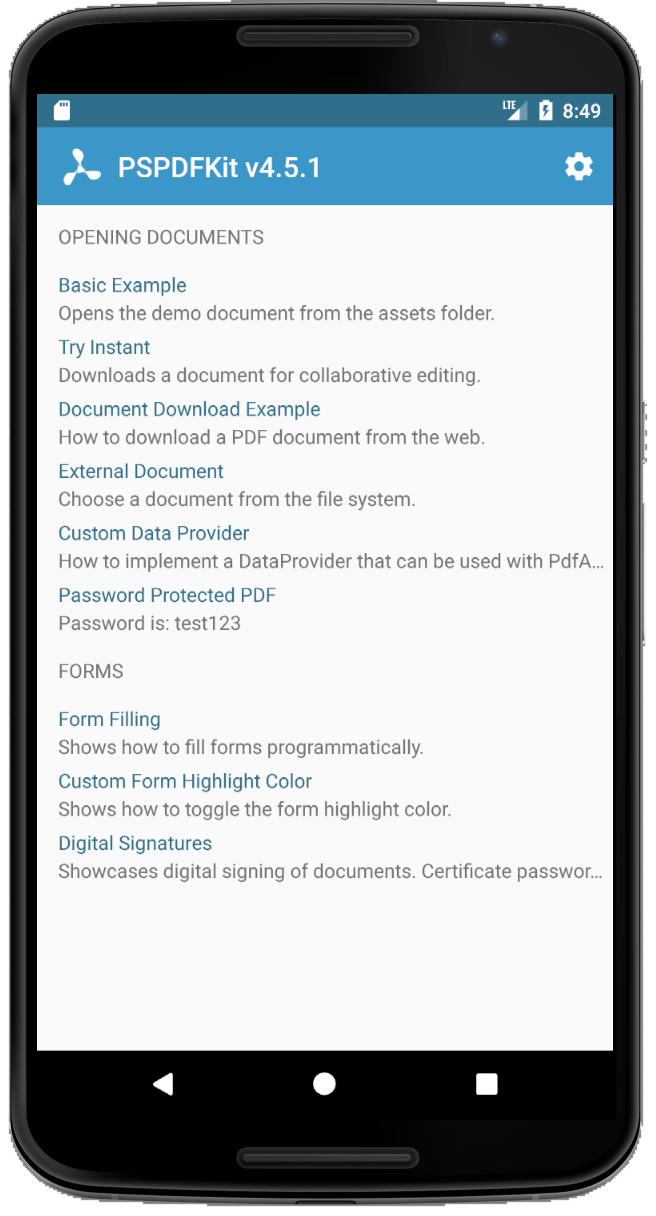 LTE 8:49
PSPDFKit v4.5.1
OPENING DOCUMENTS
Basic Example
Opens the demo document from the assets folder.
Try Instant
Downloads a document for collaborative editing.
Document Download Example
How to download a PDF document from the web.
External Document
Choose a document from the file system.
Custom Data Provider
How to implement a DataProvider that can be used with PdfA...
Password Protected PDF
Password is: test123
FORMS
Form Filling
Shows how to fill forms programmatically.
Custom Form Highlight Color
Shows how to toggle the form highlight color.
Digital Signatures
Showcases digital signing of documents. Certificate passwor...